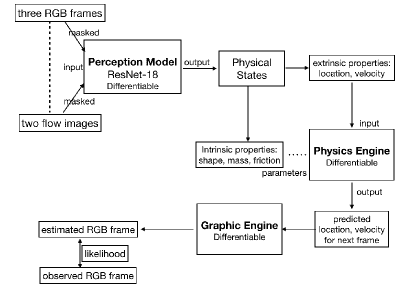 three RGB frames
masked
input
masked
two flow images
Perception Model
ResNet-18
Differentiable
output
Physical
States
extrinsic properties:
location, velocity
input
Intrinsic properties:
shape, mass, friction
parameters
Physics Engine
Differentiable
output
predicted
location, velocity
for next frame
Graphic Engine
Differentiable
estimated RGB frame
likelihood
observed RGB frame